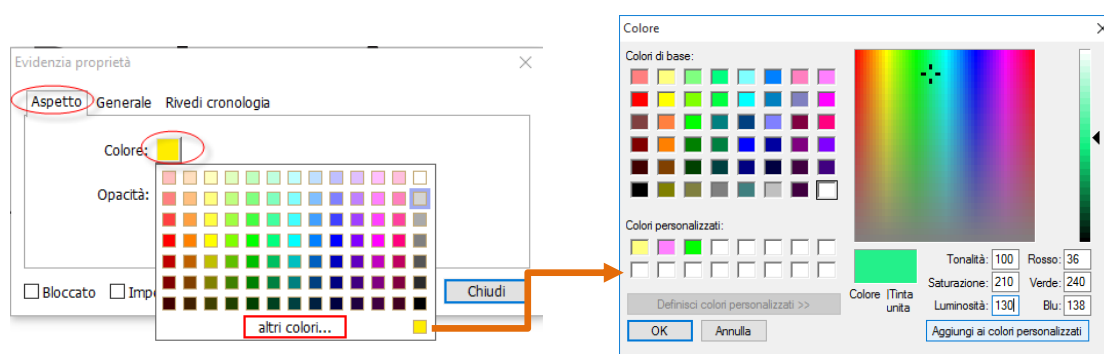 Evidenzia proprietà
Aspetto Generale Rivedi cronologia
Colore:
Opacità:
Bloccato
Chiudi
altri colori...
Colore
Colori di base:
Colori personalizzati:
Definisci colori personalizzati >>
OK Annulla
Colore |Tinta unita
Tonalità: 100 Rosso: 36
Saturazione: 210 Verde: 240
Luminosità: 130 Blu: 138
Aggiungi ai colori personalizzati